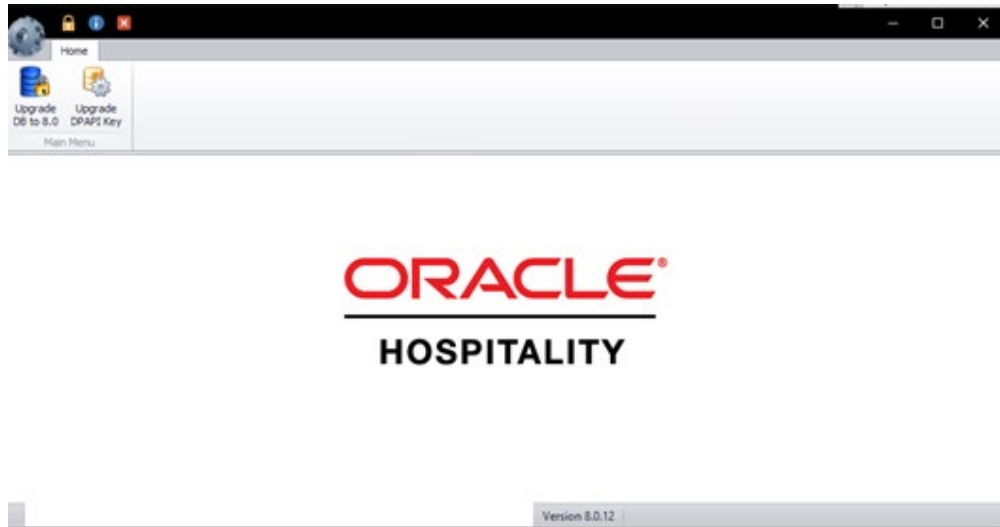 Home
Upgrade DB to 8.0
Upgrade DPAPI Key
Main Menu
ORACLE®
HOSPITALITY
Version 8.0.12